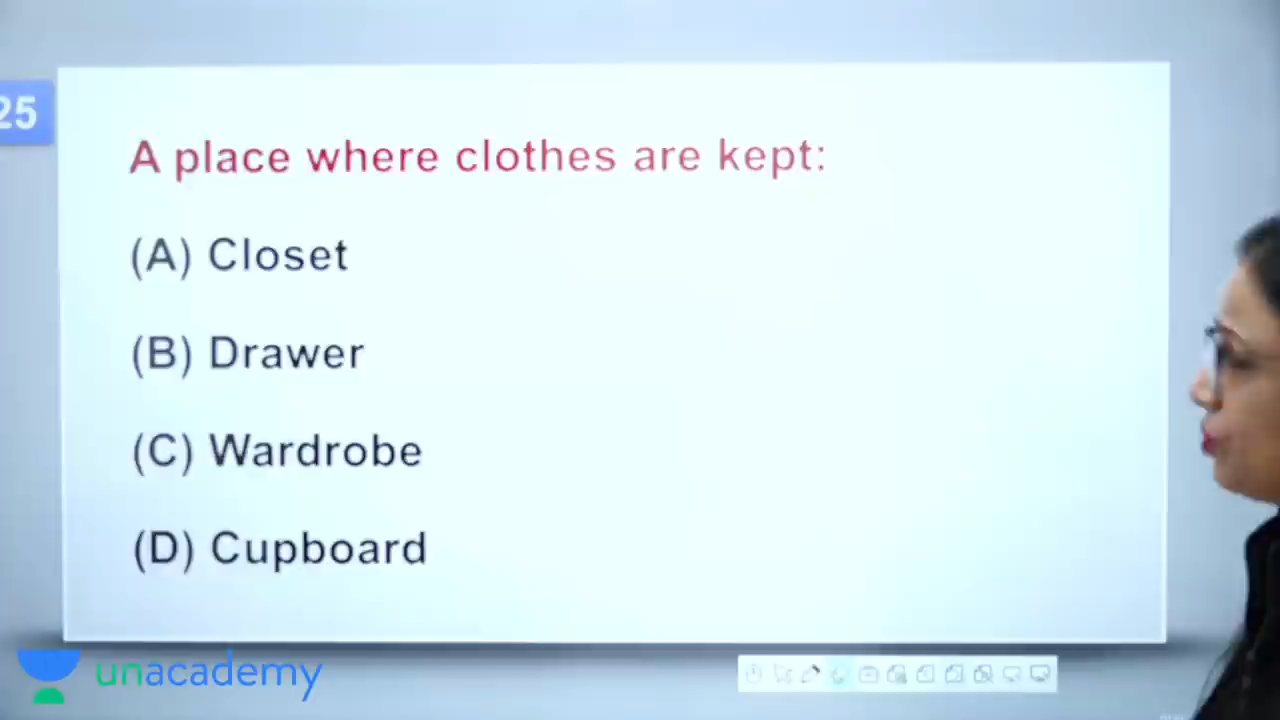 25
A place where clothes are kept:
(A) Closet
(B) Drawer
(C) Wardrobe
(D) Cupboard
unacademy